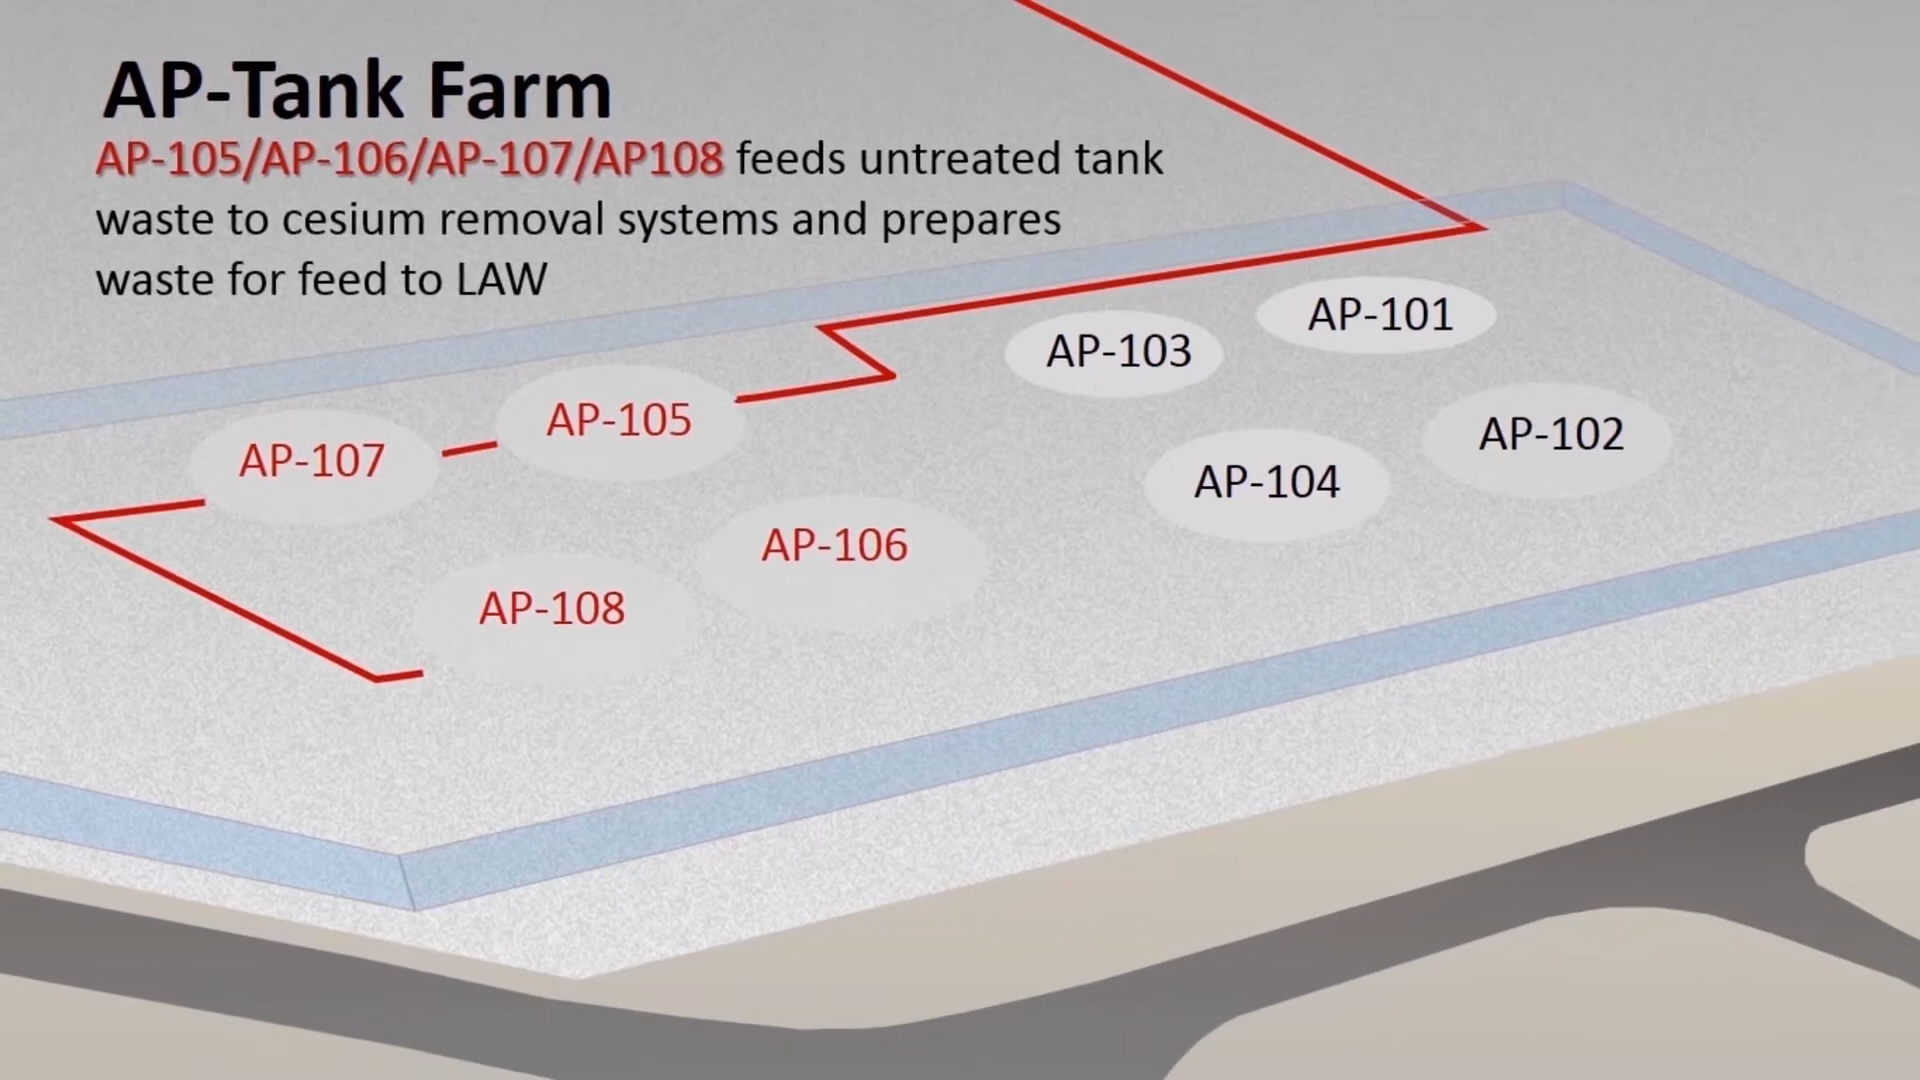 AP-Tank Farm
AP-105/AP-106/AP-107/AP108 feeds untreated tank
waste to cesium removal systems and prepares
waste for feed to LAW
AP-101
AP-103
AP-105
AP-102
AP-107
AP-104
AP-106
AP-108